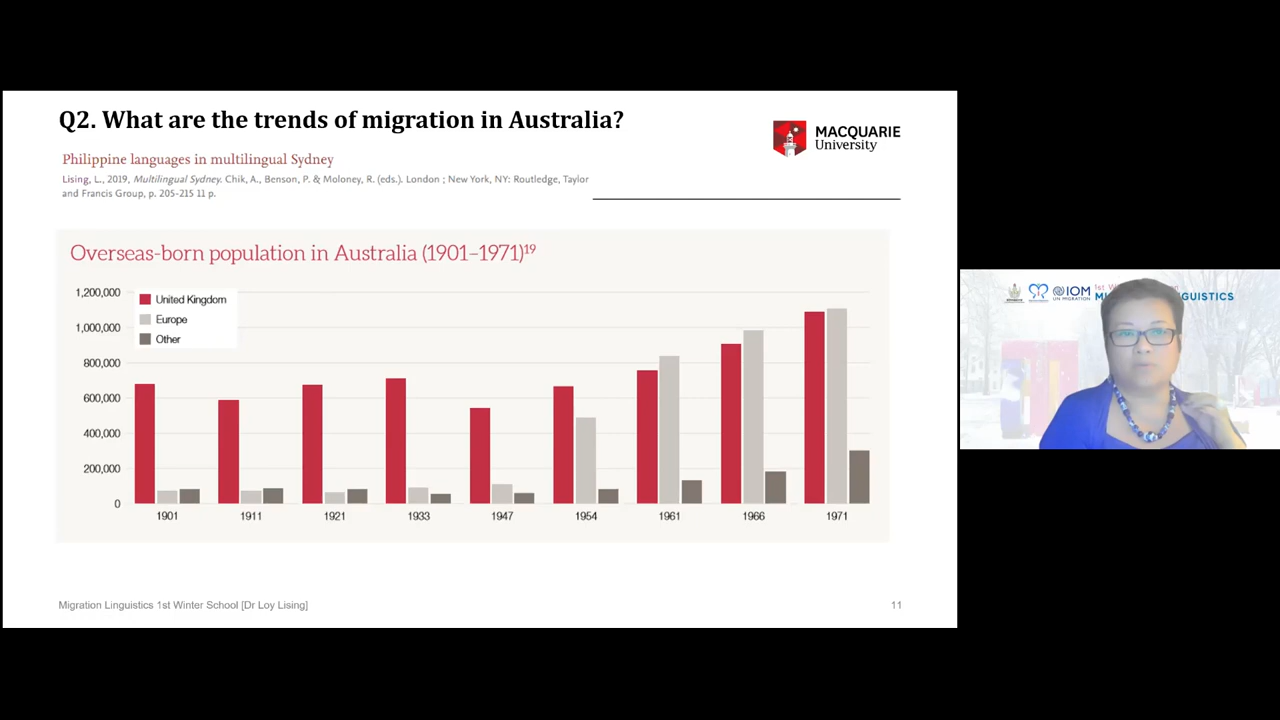 Q2. What are the trends of migration in Australia?
MACQUARIE
University
Philippine languages in multilingual Sydney
Lising, L., 2019, Multilingual Sydney. Chik, A., Benson, P. & Moloney, R. (eds.). London ; New York, NY: Routledge, Taylor
and Francis Group, p. 205-215 11 p.
Overseas-born population in Australia (1901–1971)19
1,200,000
1,000,000
800,000
600,000
400,000
200,000
0
United Kingdom
Europe
Other
1901 1911 1921 1933 1947 1954 1961 1966 1971
Migration Linguistics 1st Winter School [Dr Loy Lising]
11
IOM
UN MIGRATION
1st